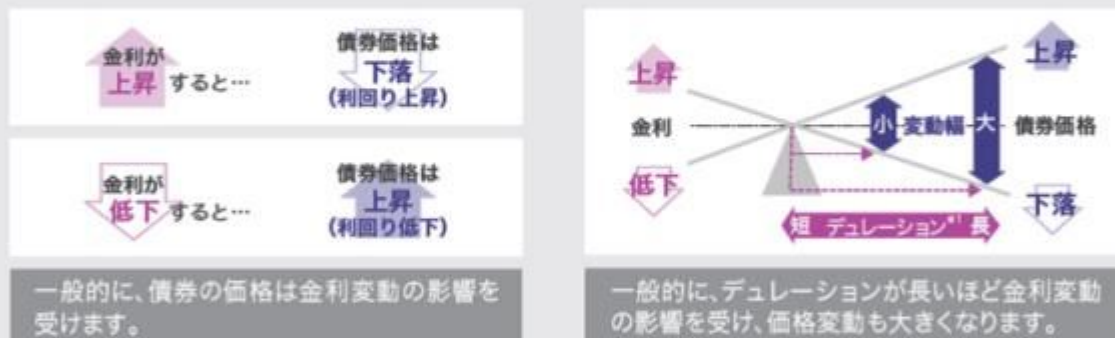 金利が
上昇 すると…
債券価格は
下落
(利回り上昇)
金利が
低下 すると…
債券価格は
上昇
(利回り低下)
一般的に、債券の価格は金利変動の影響を
受けます。
上昇
上昇
金利
小 変動幅 大
債券価格
低下
下落
短 デュレーション*1 長
一般的に、デュレーションが長いほど金利変動
の影響を受け、価格変動も大きくなります。